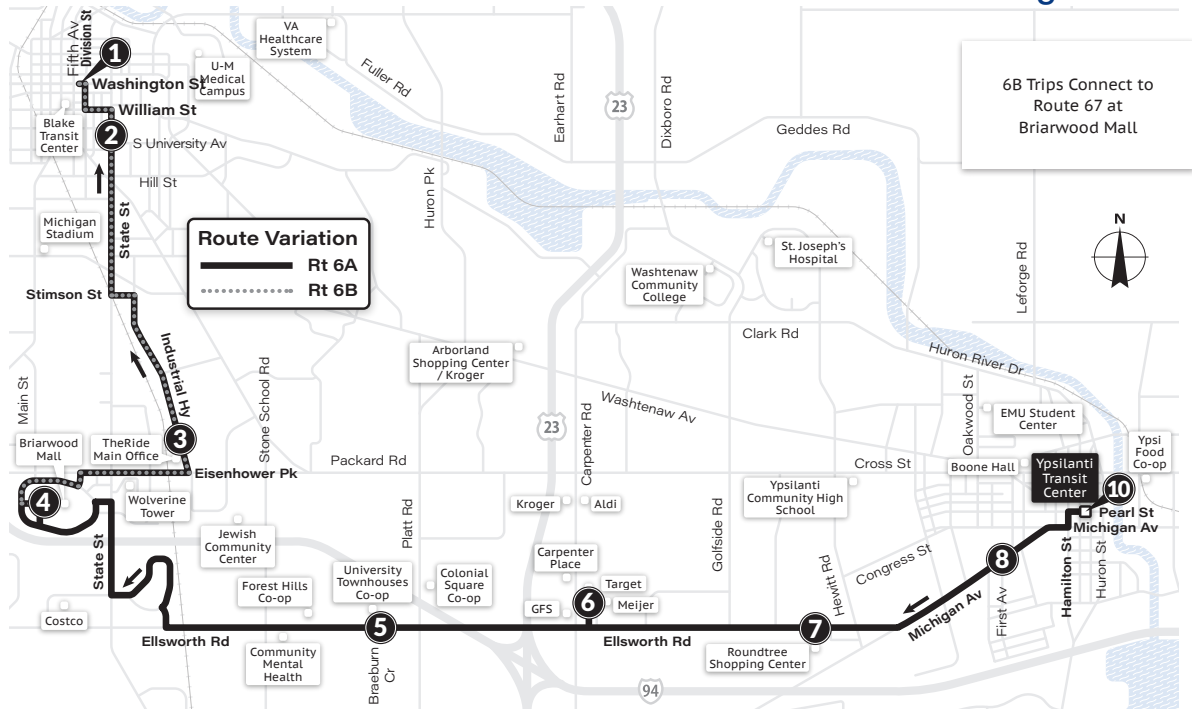 VA
Healthcare
System
Fifth Av
Division St
1
U-M
Medical
Campus
Washington St
William St
Blake
Transit
Center
2
S University Av
Hill St
Fuller Rd
Earhart Rd
23
Dixboro Rd
Geddes Rd
6B Trips Connect to
Route 67 at
Briarwood Mall
Huron Pk
Michigan
Stadium
State St
Route Variation
Rt 6A
Rt 6B
Stimson St
N
St. Joseph's
Hospital
Washtenaw
Community
College
Leforge Rd
Clark Rd
Huron River Dr
Industrial Hy
Main St
Stone School Rd
Arborland
Shopping Center
/ Kroger
Washtenaw Av
23
Carpenter Rd
Oakwood St
EMU Student
Center
Briarwood
Mall
TheRide
Main Office
3
Eisenhower Pk
Packard Rd
Cross St
Boone Hall
Ypsilanti
Transit
Center
Ypsi
Food
Co-op
10
Pearl St
Michigan Av
4
Wolverine
Tower
Kroger
Aldi
Ypsilanti
Community High
School
Platt Rd
Golfside Rd
Jewish
Community
Center
State St
Forest Hills
Co-op
University
Townhouses
Co-op
Colonial
Square
Co-op
Carpenter
Place
Target
GFS
6
Meijer
Hewitt Rd
Congress St
8
Hamilton St
Huron St
Costco
Ellsworth Rd
5
Ellsworth Rd
7
Michigan Av
First Av
Community
Mental
Health
Braeburn
Cr
Roundtree
Shopping Center
94